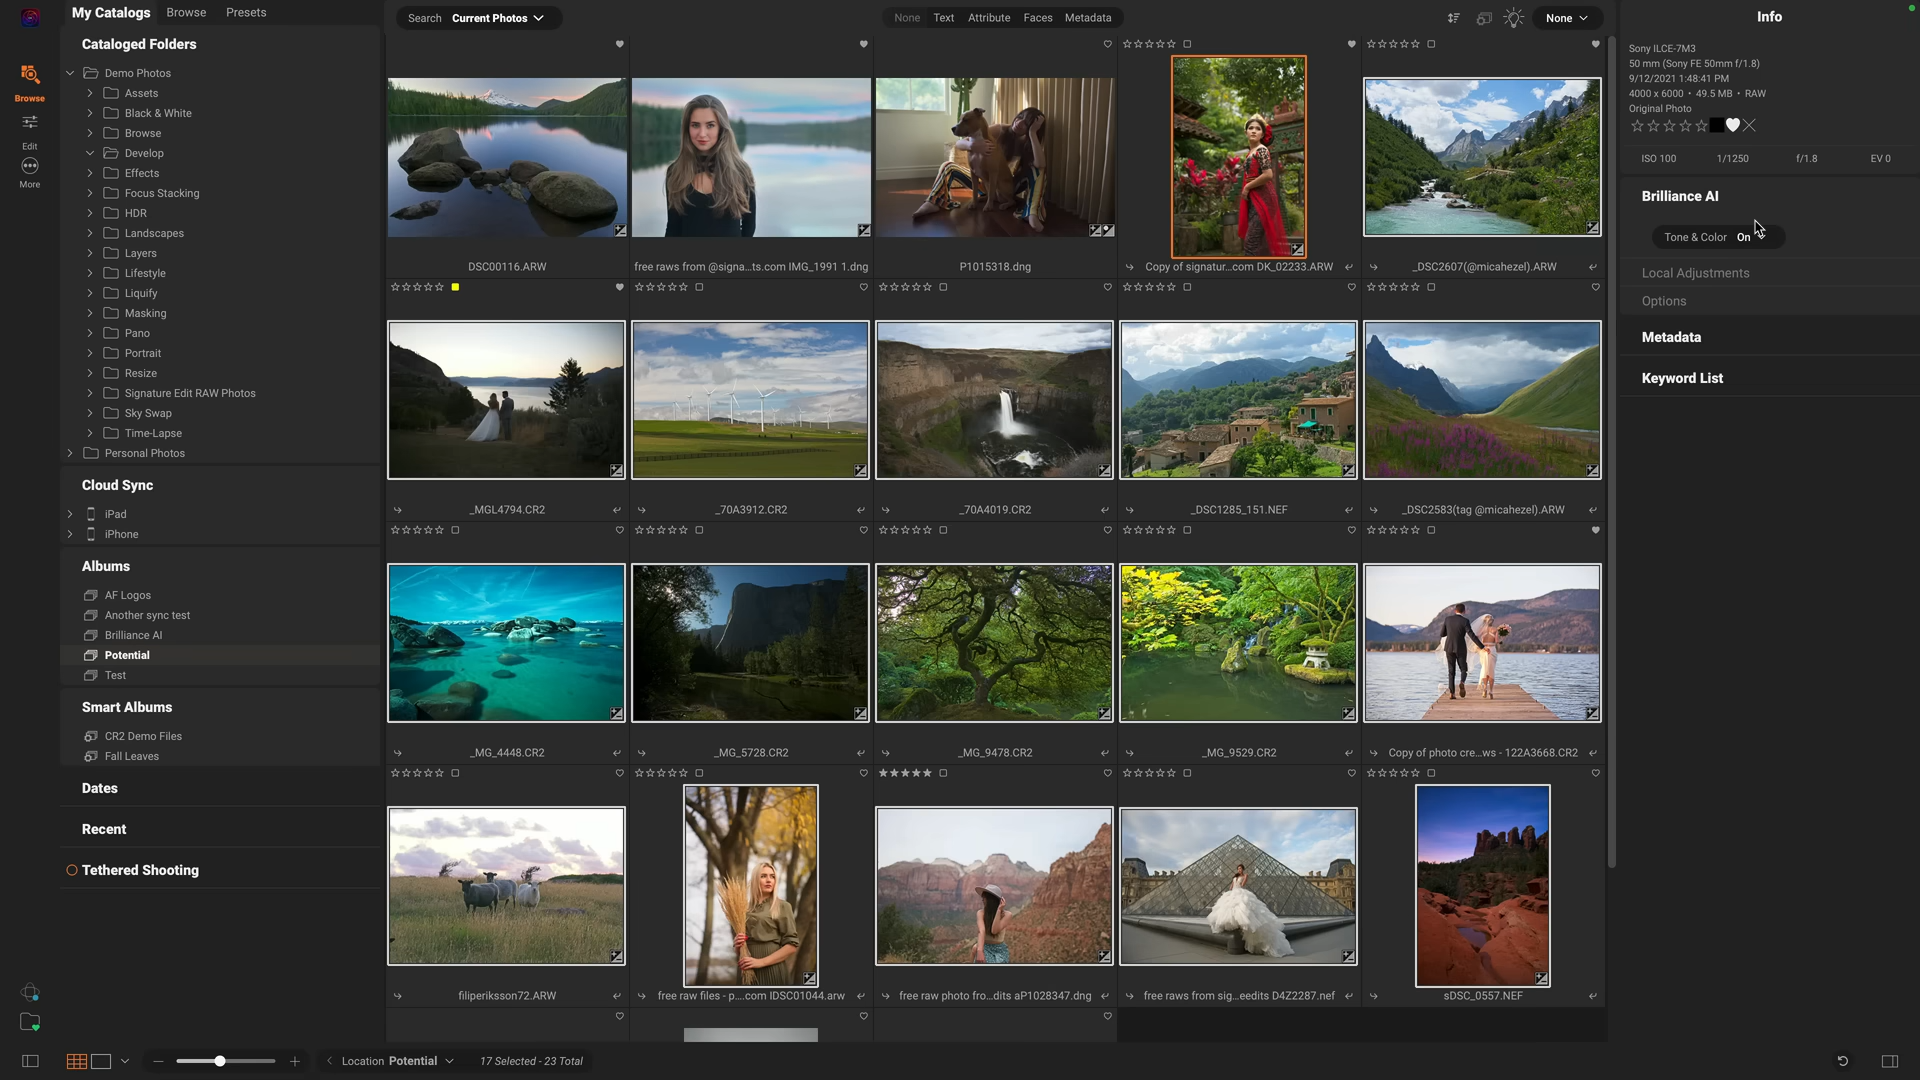 My Catalogs Browse Presets
Search Current Photos
None Text Attribute Faces Metadata
None
Info
Browse
Edit
More
Cataloged Folders
Demo Photos
Assets
Black & White
Browse
Develop
Effects
Focus Stacking
HDR
Landscapes
Layers
Lifestyle
Liquify
Masking
Pano
Portrait
Resize
Signature Edit RAW Photos
Sky Swap
Time-Lapse
Personal Photos
Cloud Sync
iPad
iPhone
Albums
AF Logos
Another sync test
Brilliance AI
Potential
Test
Smart Albums
CR2 Demo Files
Fall Leaves
Dates
Recent
Tethered Shooting
DSC00116.ARW
free raws from @signa...ts.com IMG_1991 1.dng
P1015318.dng
Copy of signatur...com DK_02233.ARW
_DSC2607(@micahezel).ARW
_MGL4794.CR2
_70A3912.CR2
_70A4019.CR2
_DSC1285_151.NEF
_DSC2583(tag @micahezel).ARW
_MG_4448.CR2
_MG_5728.CR2
_MG_9478.CR2
_MG_9529.CR2
Copy of photo cre...ws - 122A3668.CR2
filiperiksson72.ARW
free raw files - p....com IDSC01044.arw
free raw photo fro...dits aP1028347.dng
free raws from sig...eedits D4Z2287.nef
sDSC_0557.NEF
Location Potential
17 Selected - 23 Total
Sony ILCE-7M3
50 mm (Sony FE 50mm f/1.8)
9/12/2021 1:48:41 PM
4000 x 6000 • 49.5 MB • RAW
Original Photo
ISO 100 1/1250 f/1.8 EV 0
Brilliance AI
Tone & Color On
Local Adjustments
Options
Metadata
Keyword List